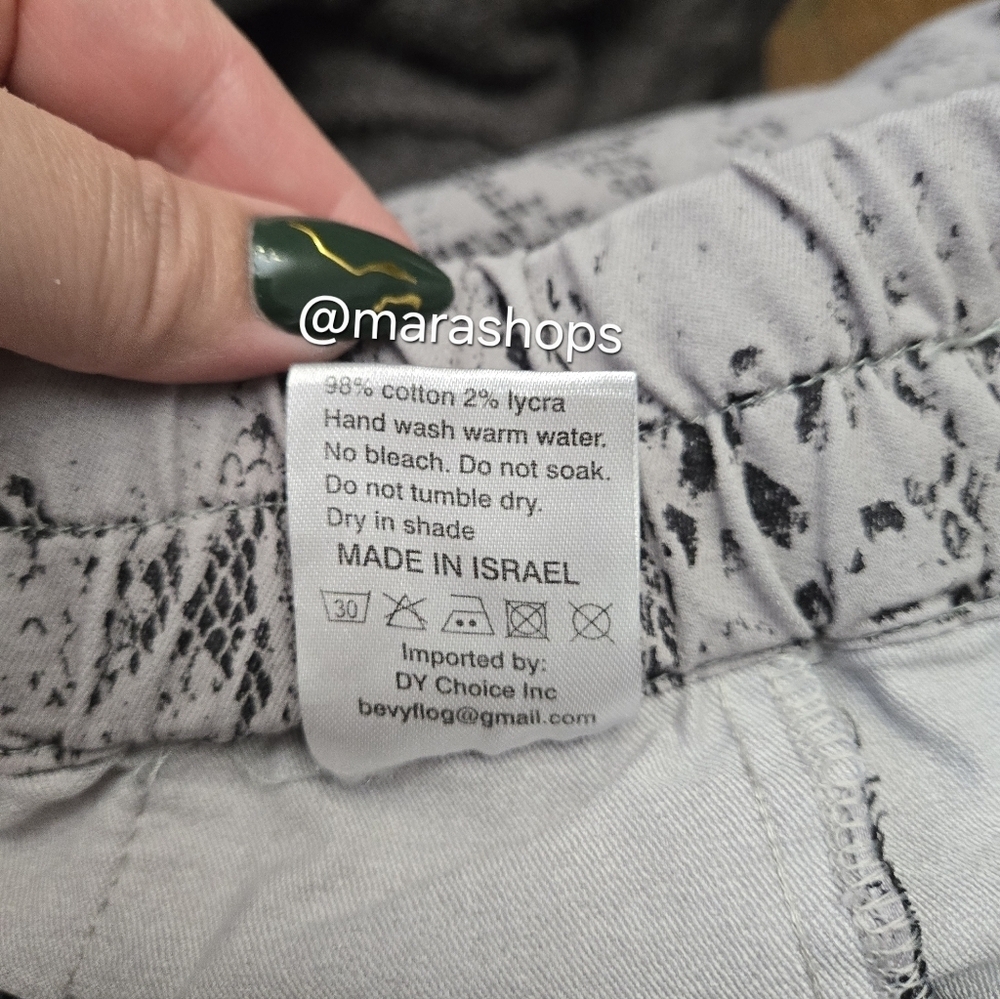 @marashops
98% cotton 2% lycra
Hand wash warm water.
No bleach. Do not soak.
Do not tumble dry.
Dry in shade
MADE IN ISRAEL
30
Imported by:
DY Choice Inc
bevyflog@gmail.com